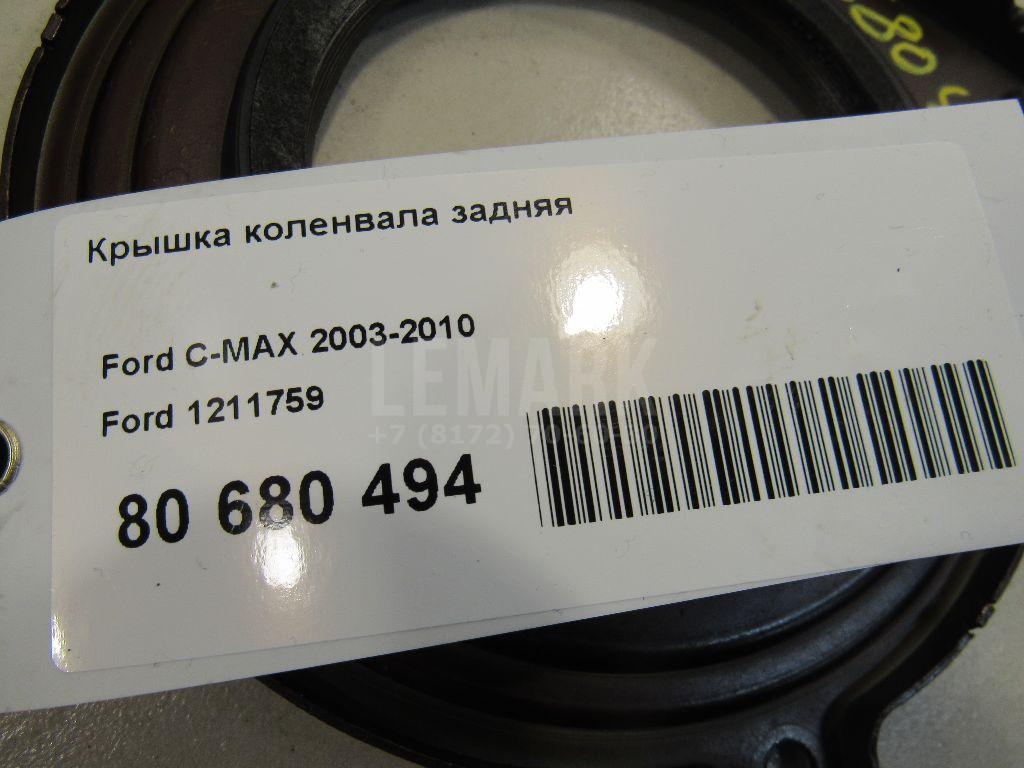 Крышка коленвала задняя
Ford C-MAX 2003-2010
Ford 1211759
80 680 494
LEMARK
+7 (8172)